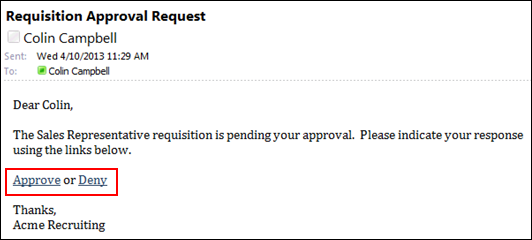 Requisition Approval Request
Colin Campbell
Sent: Wed 4/10/2013 11:29 AM
To: Colin Campbell
Dear Colin,
The Sales Representative requisition is pending your approval.  Please indicate your response
using the links below.
Approve or Deny
Thanks,
Acme Recruiting